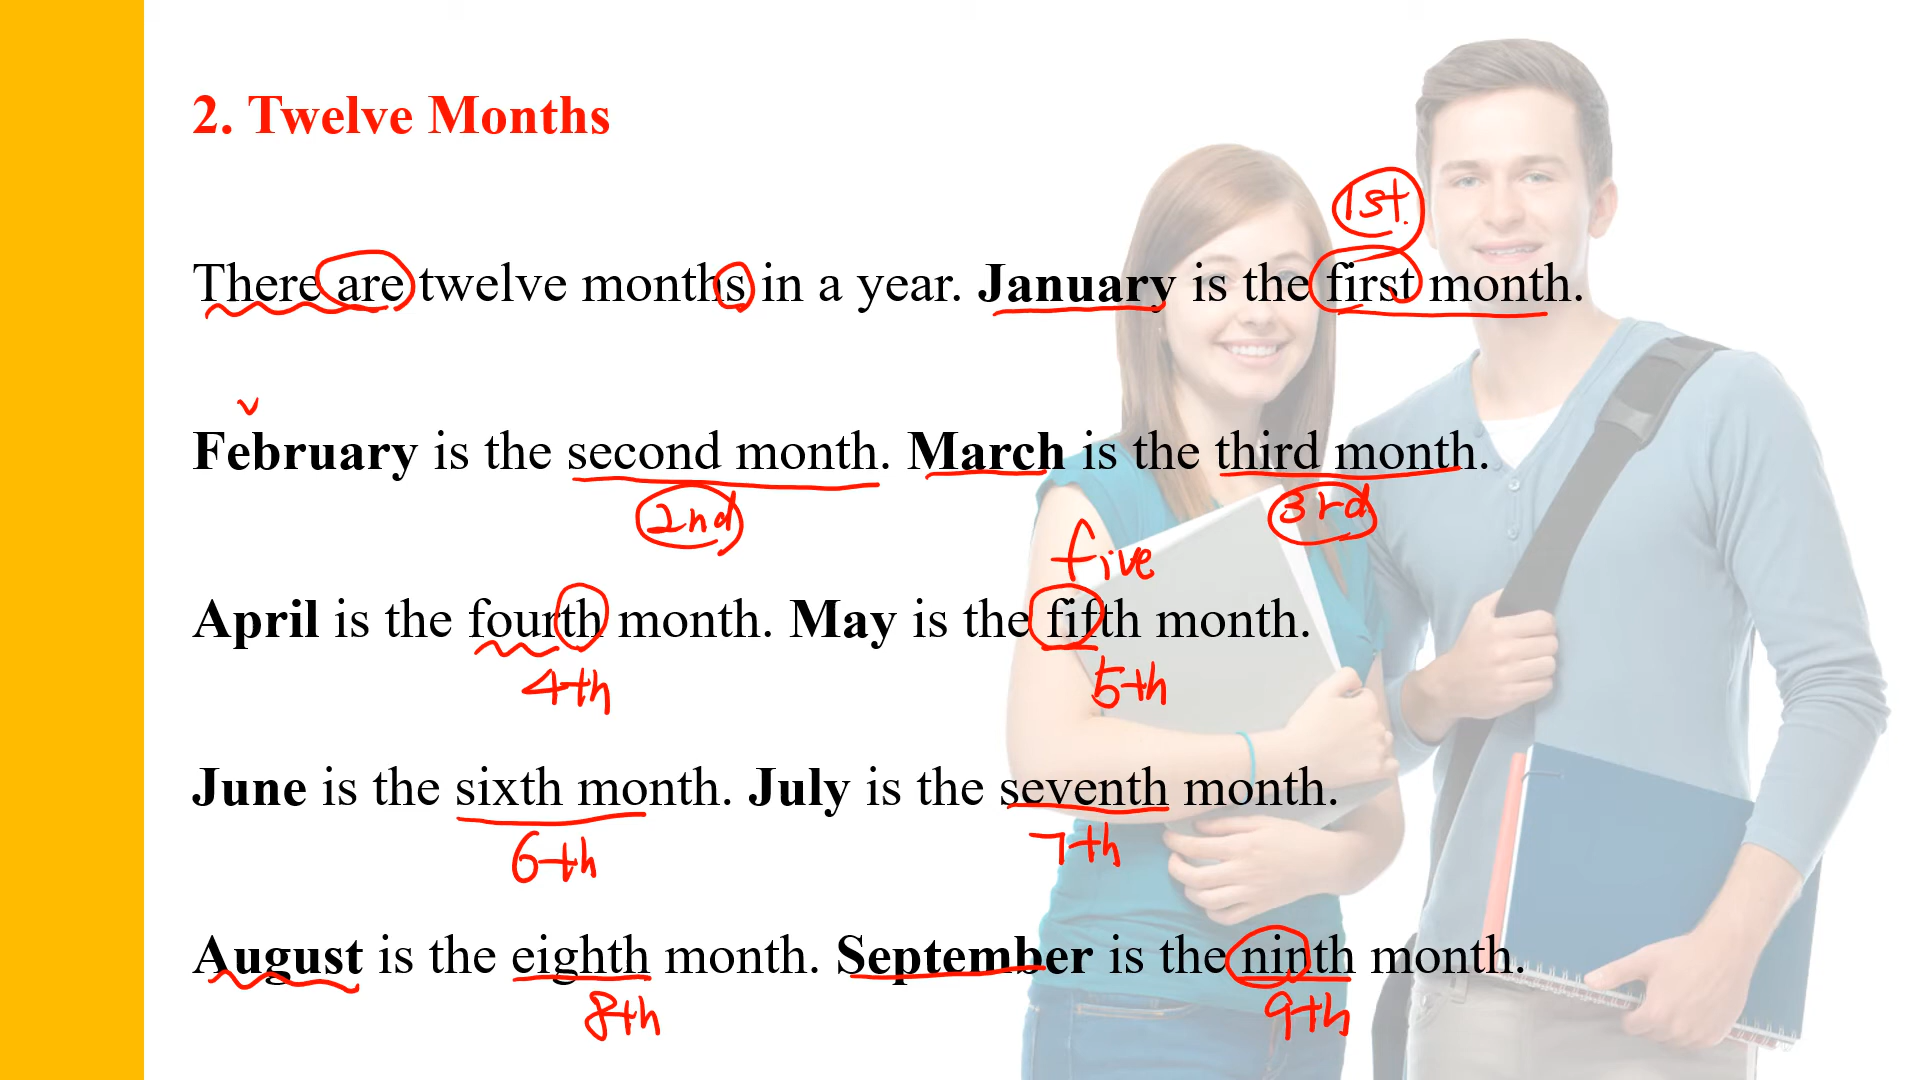 2. Twelve Months
1st.
There are twelve months in a year. January is the first month.
February is the second month. March is the third month.
2nd 3rd
five
April is the fourth month. May is the fifth month.
4th 5th
June is the sixth month. July is the seventh month.
6th 7th
August is the eighth month. September is the ninth month.
8th 9th